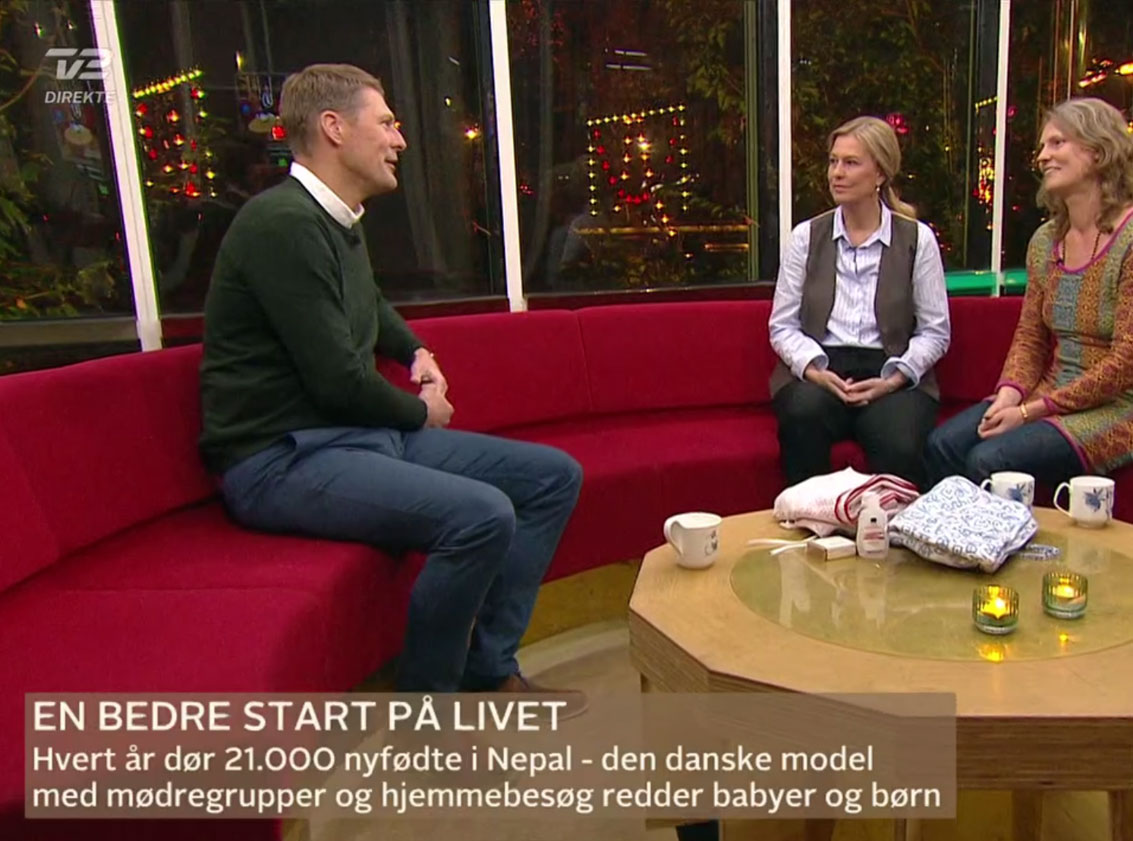 TV2
DIREKTE
EN BEDRE START PÅ LIVET
Hvert år dør 21.000 nyfødte i Nepal - den danske model
med mødregrupper og hjemmebesøg redder babyer og børn